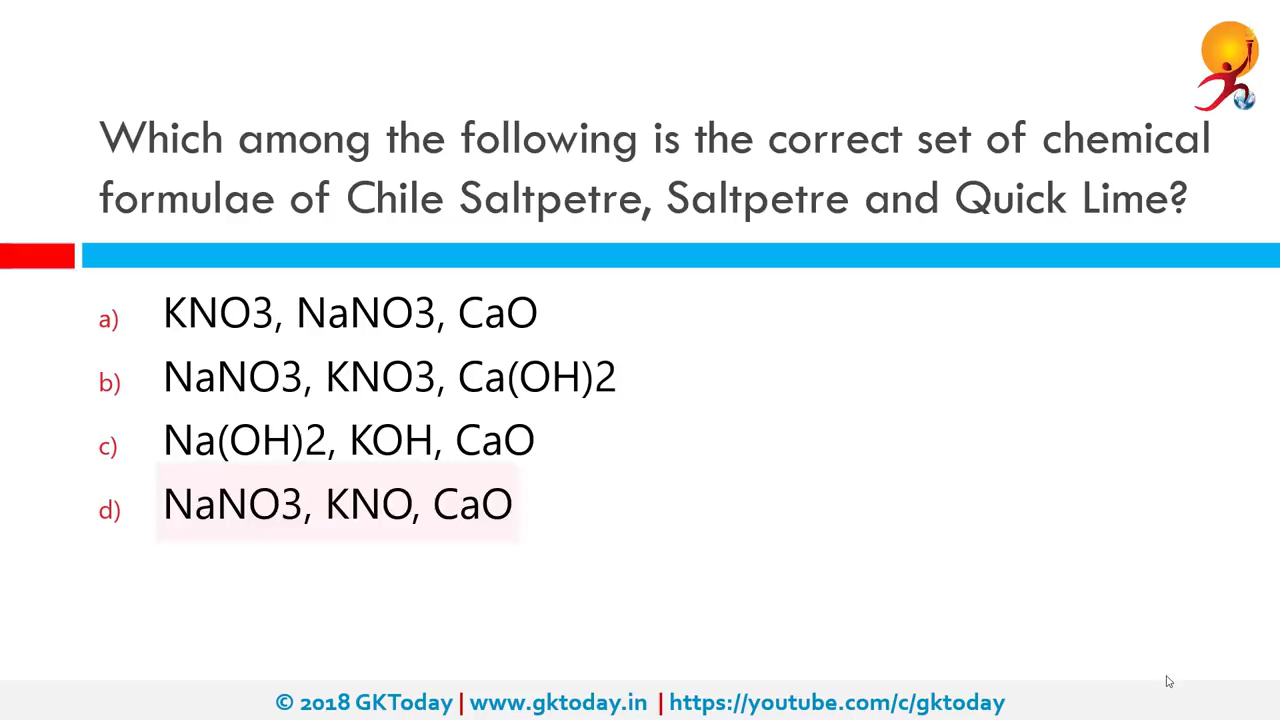 Which among the following is the correct set of chemical
formulae of Chile Saltpetre, Saltpetre and Quick Lime?
a) KNO3, NaNO3, CaO
b) NaNO3, KNO3, Ca(OH)2
c) Na(OH)2, KOH, CaO
d) NaNO3, KNO, CaO
© 2018 GKToday | www.gktoday.in | https://youtube.com/c/gktoday